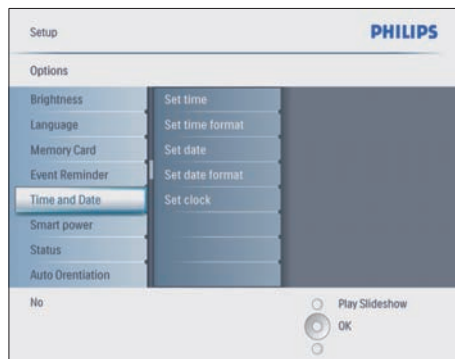 Setup
PHILIPS
Options
Brightness
Language
Memory Card
Event Reminder
Time and Date
Smart power
Status
Auto Orentiation
Set time
Set time format
Set date
Set date format
Set clock
No
Play Slideshow
OK